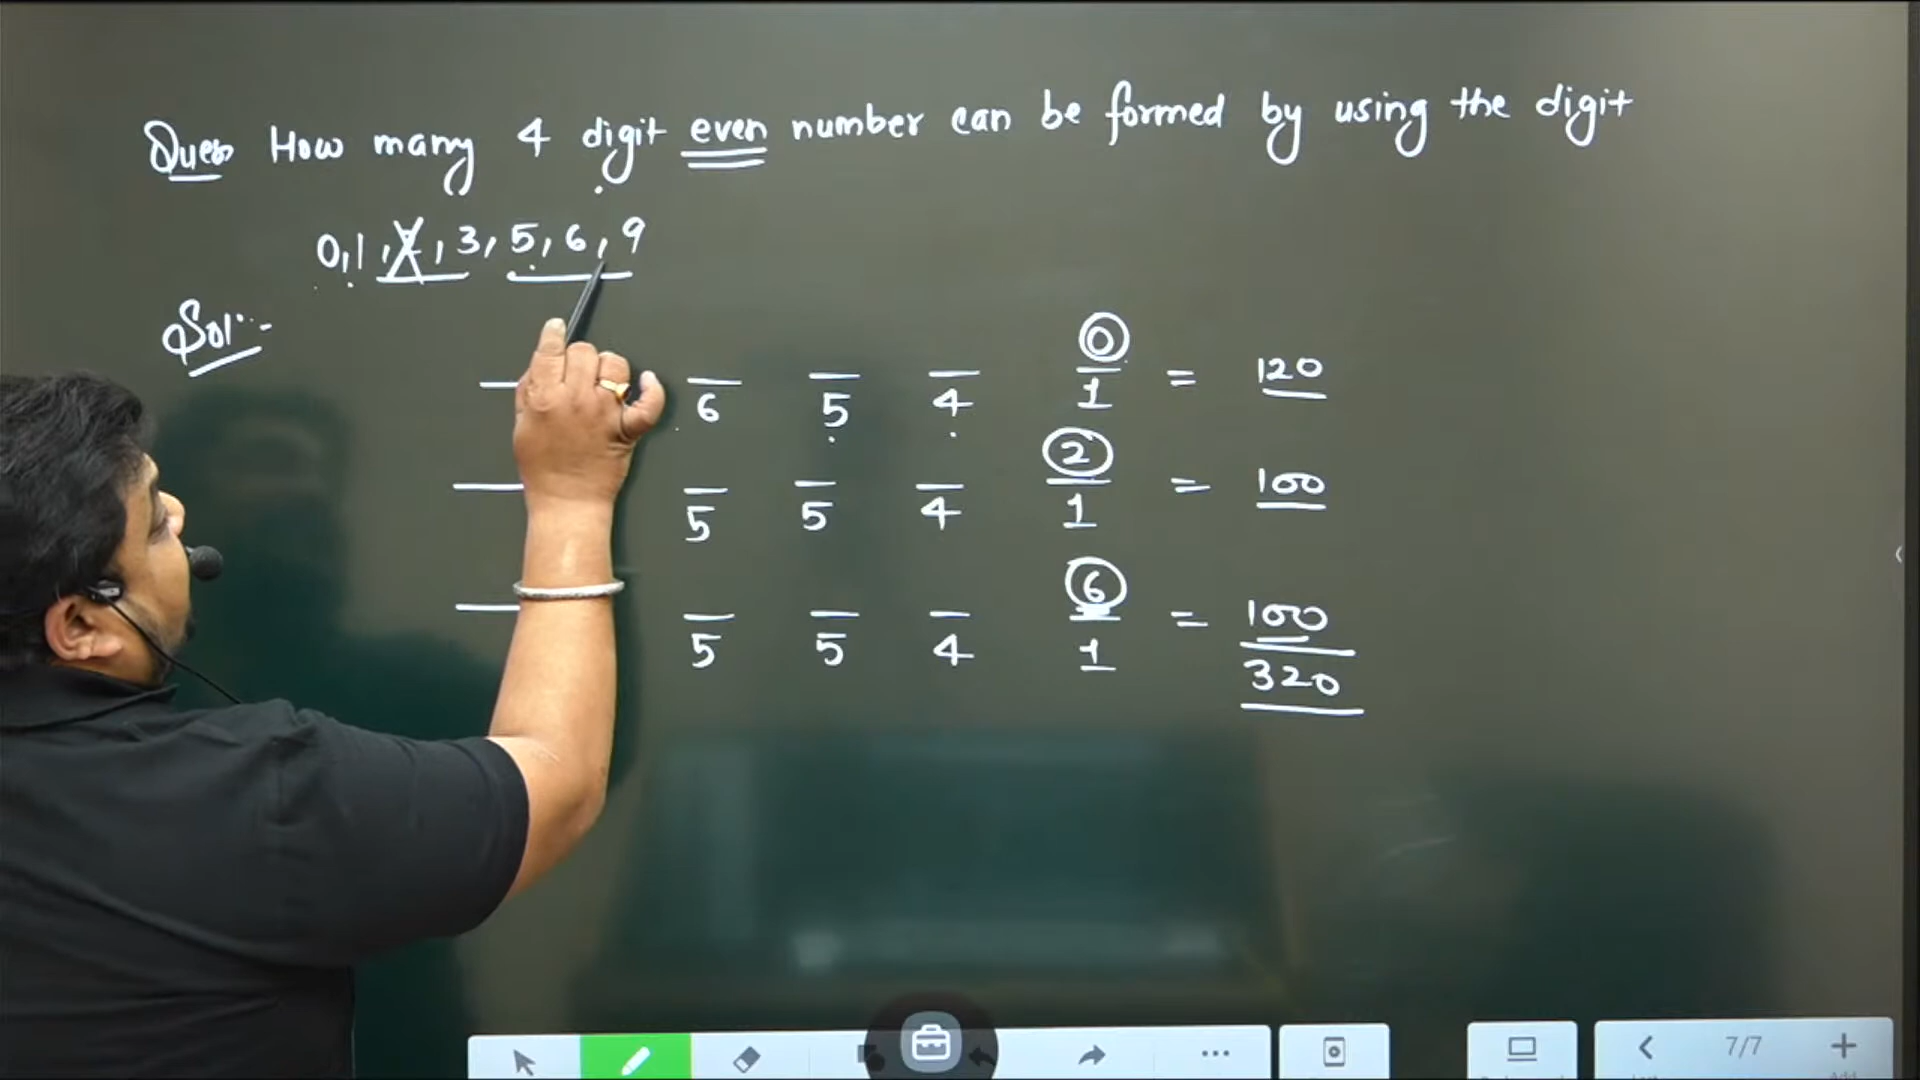 Ques How many 4 digit even number can be formed by using the digit
0, 1, 2, 3, 5, 6, 9
Sol:-
0
6 5 4 1 = 120
2
5 5 4 1 = 100
6
5 5 4 1 = 100
320
7/7